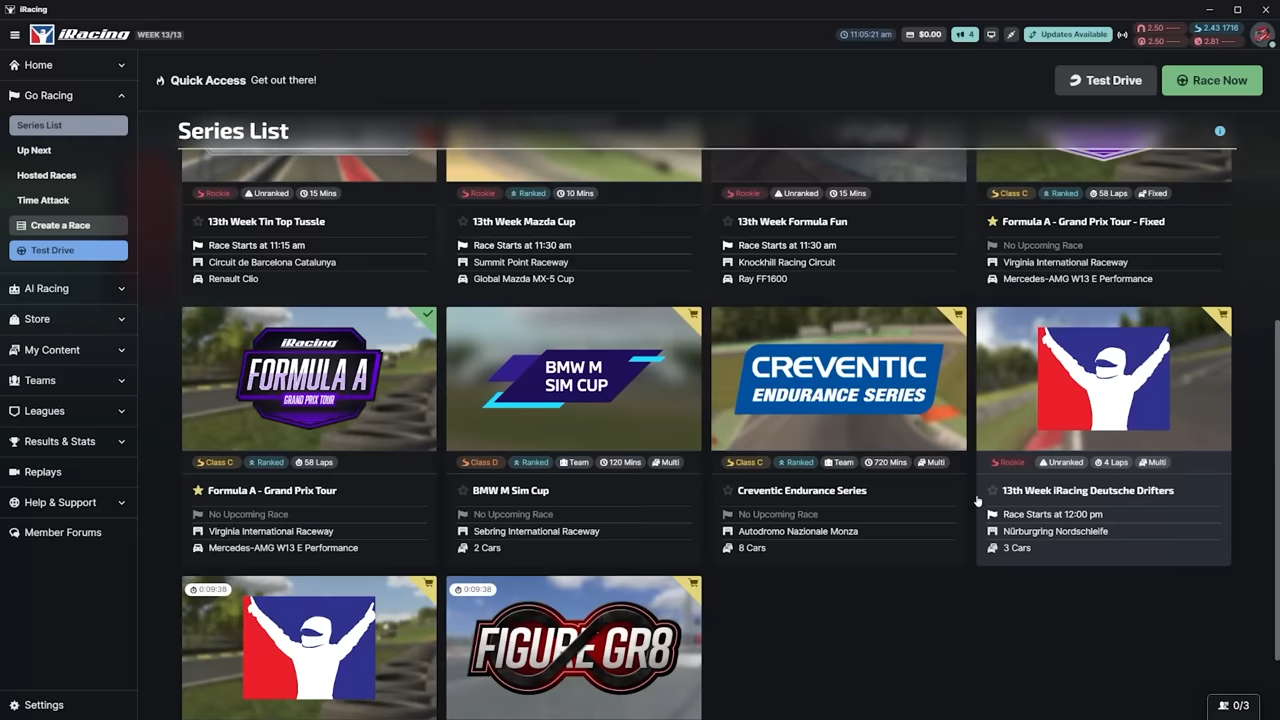 iRacing
iRacing WEEK 13/13
11:05:21 am
$0.00
4
Updates Available
2.50 -----
2.43 1716
2.50 -----
2.81 -----
Home
Go Racing
Series List
Up Next
Hosted Races
Time Attack
Create a Race
Test Drive
AI Racing
Store
My Content
Teams
Leagues
Results & Stats
Replays
Help & Support
Member Forums
Settings
Quick Access Get out there!
Test Drive
Race Now
Series List
Rookie Unranked 15 Mins
13th Week Tin Top Tussle
Race Starts at 11:15 am
Circuit de Barcelona Catalunya
Renault Clio
Rookie Ranked 10 Mins
13th Week Mazda Cup
Race Starts at 11:30 am
Summit Point Raceway
Global Mazda MX-5 Cup
Rookie Unranked 15 Mins
13th Week Formula Fun
Race Starts at 11:30 am
Knockhill Racing Circuit
Ray FF1600
Class C Ranked 58 Laps Fixed
Formula A - Grand Prix Tour - Fixed
No Upcoming Race
Virginia International Raceway
Mercedes-AMG W13 E Performance
iRacing
FORMULA A
GRAND PRIX TOUR
Class C Ranked 58 Laps
Formula A - Grand Prix Tour
No Upcoming Race
Virginia International Raceway
Mercedes-AMG W13 E Performance
BMW M
SIM CUP
Class D Ranked Team 120 Mins Multi
BMW M Sim Cup
No Upcoming Race
Sebring International Raceway
2 Cars
CREVENTIC
ENDURANCE SERIES
Class C Ranked Team 720 Mins Multi
Creventic Endurance Series
No Upcoming Race
Autodromo Nazionale Monza
8 Cars
Rookie Unranked 4 Laps Multi
13th Week iRacing Deutsche Drifters
Race Starts at 12:00 pm
Nürburgring Nordschleife
3 Cars
0:09:38
0:09:38
FIGURE GR8
0/3